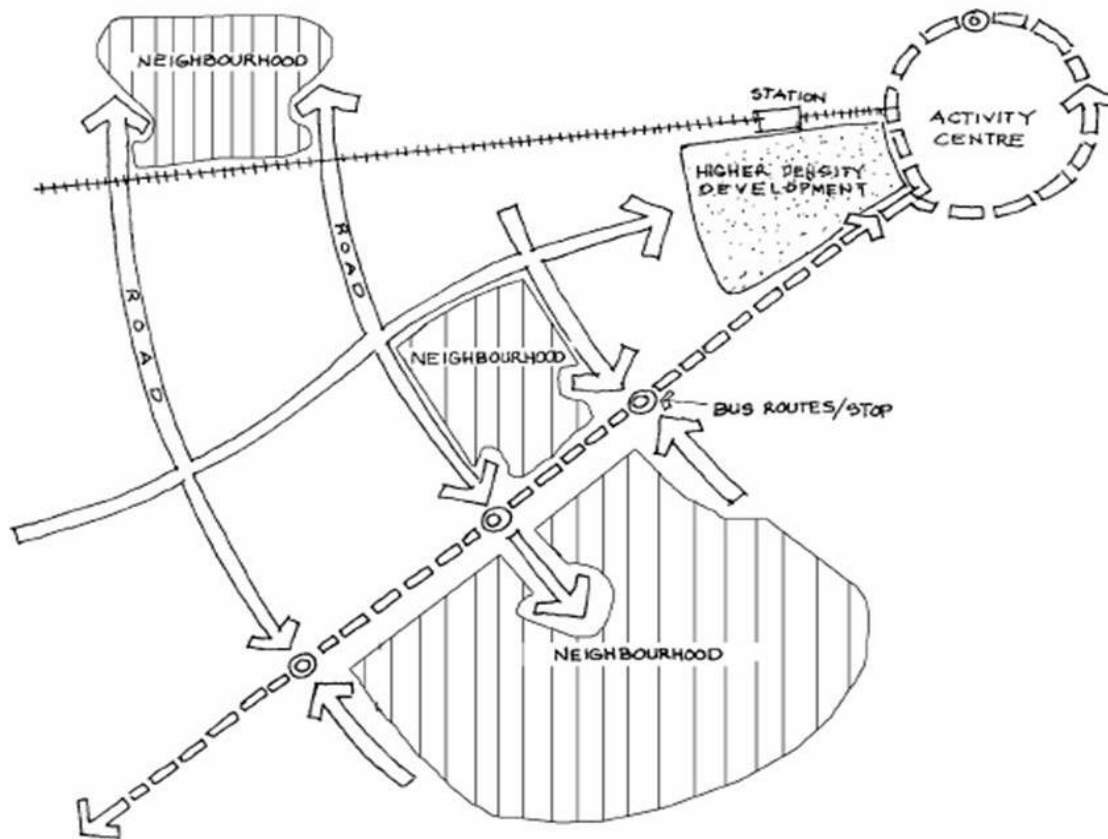 NEIGHBOURHOOD
STATION
ACTIVITY
CENTRE
HIGHER DENSITY
DEVELOPMENT
ROAD
ROAD
NEIGHBOURHOOD
BUS ROUTES/STOP
NEIGHBOURHOOD